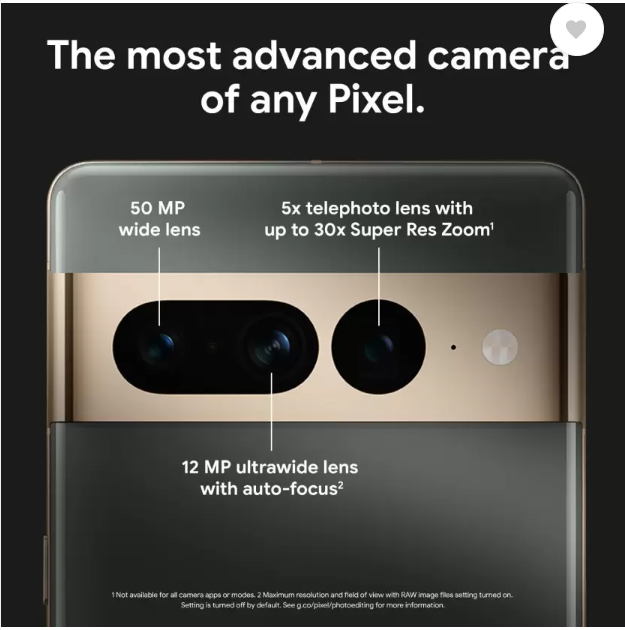 The most advanced camera
of any Pixel.
50 MP
wide lens
5x telephoto lens with
up to 30x Super Res Zoom¹
12 MP ultrawide lens
with auto-focus²
1 Not available for all camera apps or modes. 2 Maximum resolution and field of view with RAW image files setting turned on.
Setting is turned off by default. See g.co/pixel/photoediting for more information.